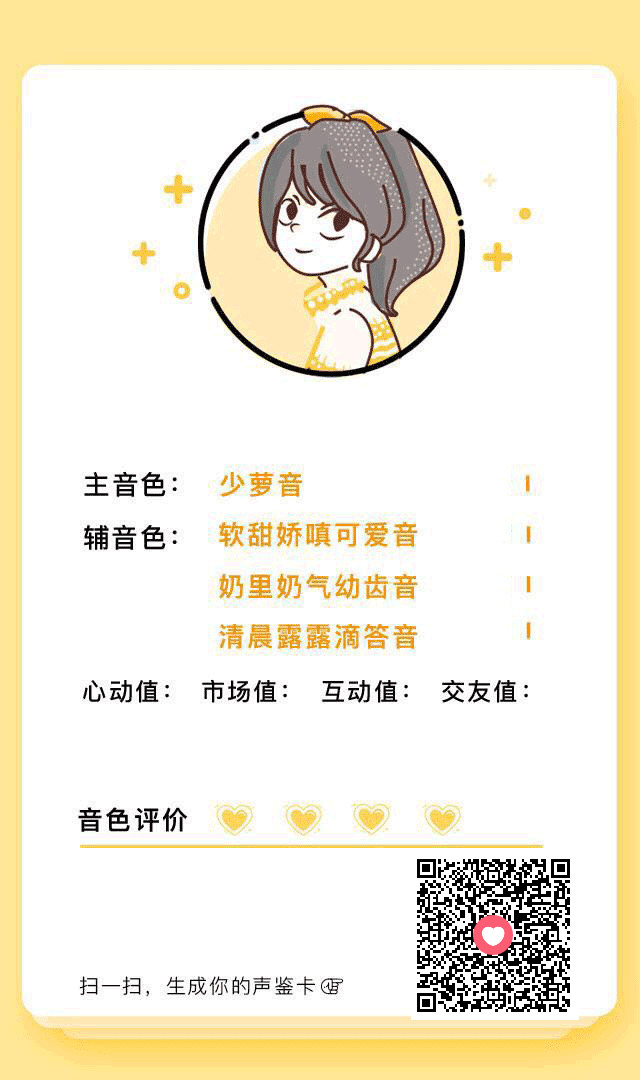 主音色： 少萝音
辅音色： 软甜娇嗔可爱音
奶里奶气幼齿音
清晨露露滴答音
心动值： 市场值： 互动值： 交友值：
音色评价
扫一扫，生成你的声鉴卡